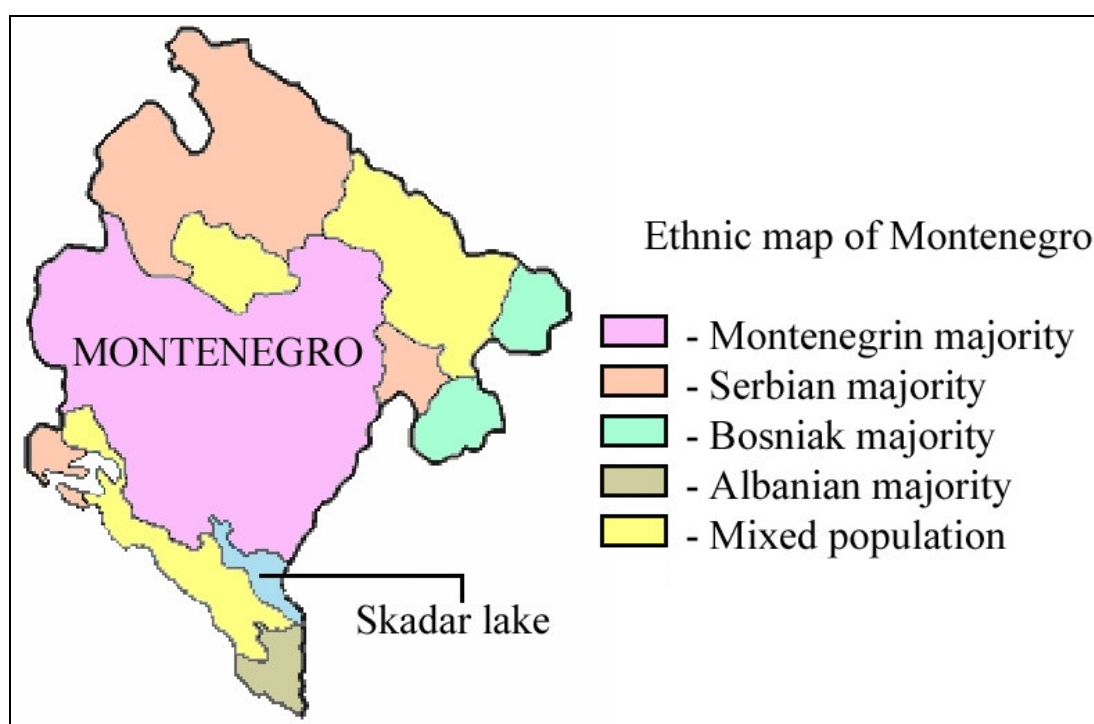 Ethnic map of Montenegro
MONTENEGRO
- Montenegrin majority
- Serbian majority
- Bosniak majority
- Albanian majority
- Mixed population
Skadar lake